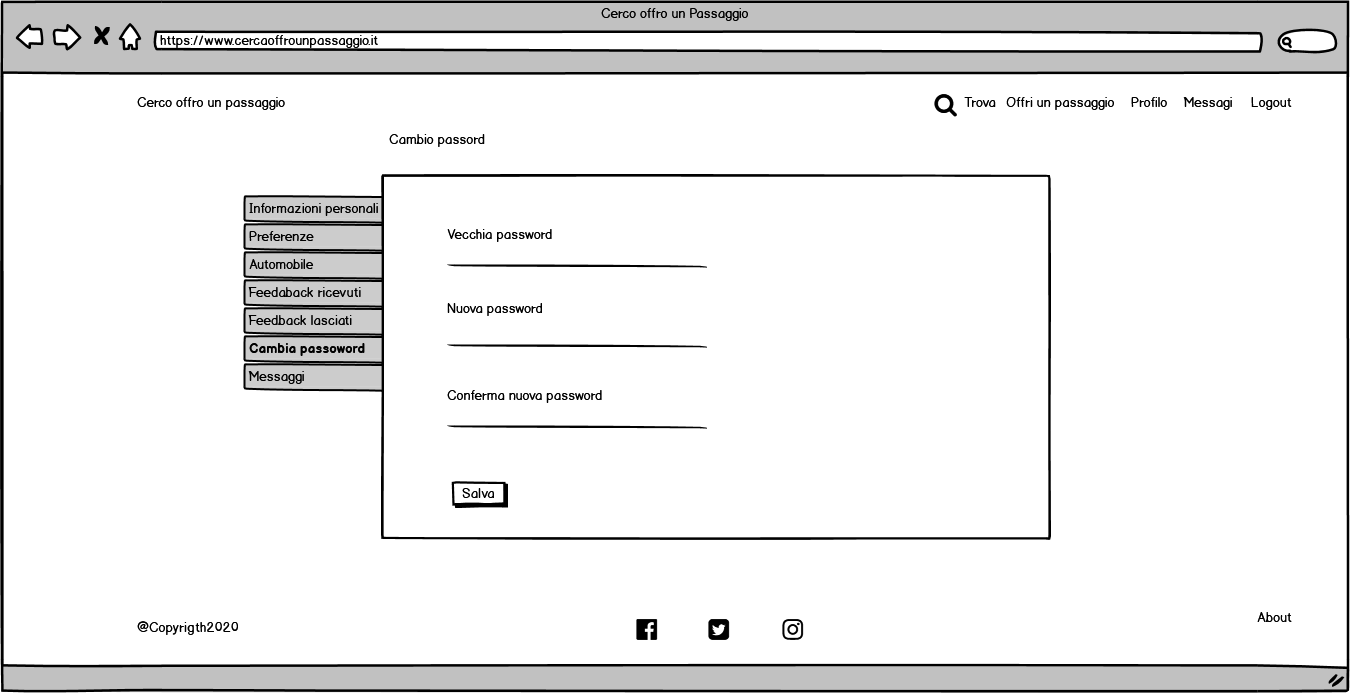 Cerco offro un Passaggio
https://www.cercaoffrounpassaggio.it
Cerco offro un passaggio
Trova Offri un passaggio Profilo Messagi Logout
Cambio passord
Informazioni personali
Preferenze
Automobile
Feedaback ricevuti
Feedback lasciati
Cambia passoword
Messaggi
Vecchia password
Nuova password
Conferma nuova password
Salva
About
@Copyrigth2020